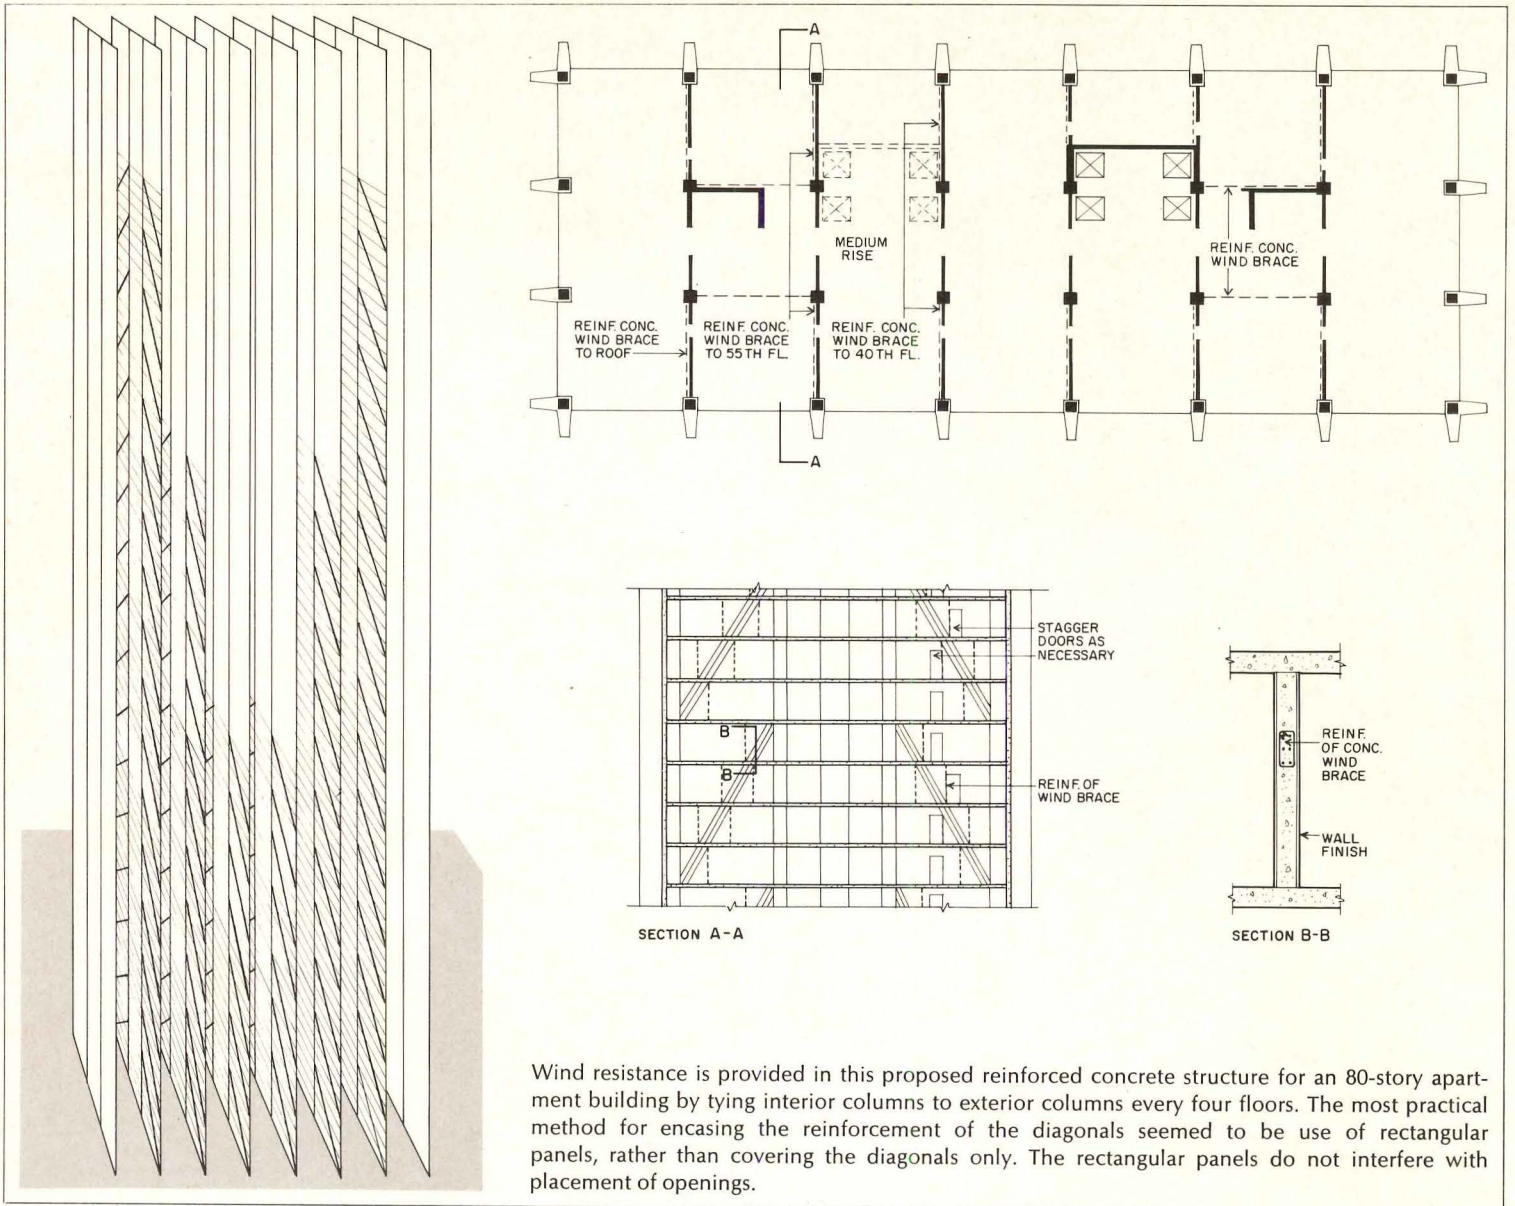 A
MEDIUM
RISE
REINF. CONC.
WIND BRACE
REINF. CONC.
WIND BRACE
TO ROOF
REINF. CONC.
WIND BRACE
TO 55TH FL.
REINF. CONC.
WIND BRACE
TO 40TH FL.
A
STAGGER
DOORS AS
NECESSARY
B
B
REINF. OF
WIND BRACE
SECTION A-A
REINF.
OF CONC.
WIND
BRACE
WALL
FINISH
SECTION B-B
Wind resistance is provided in this proposed reinforced concrete structure for an 80-story apart-
ment building by tying interior columns to exterior columns every four floors. The most practical
method for encasing the reinforcement of the diagonals seemed to be use of rectangular
panels, rather than covering the diagonals only. The rectangular panels do not interfere with
placement of openings.